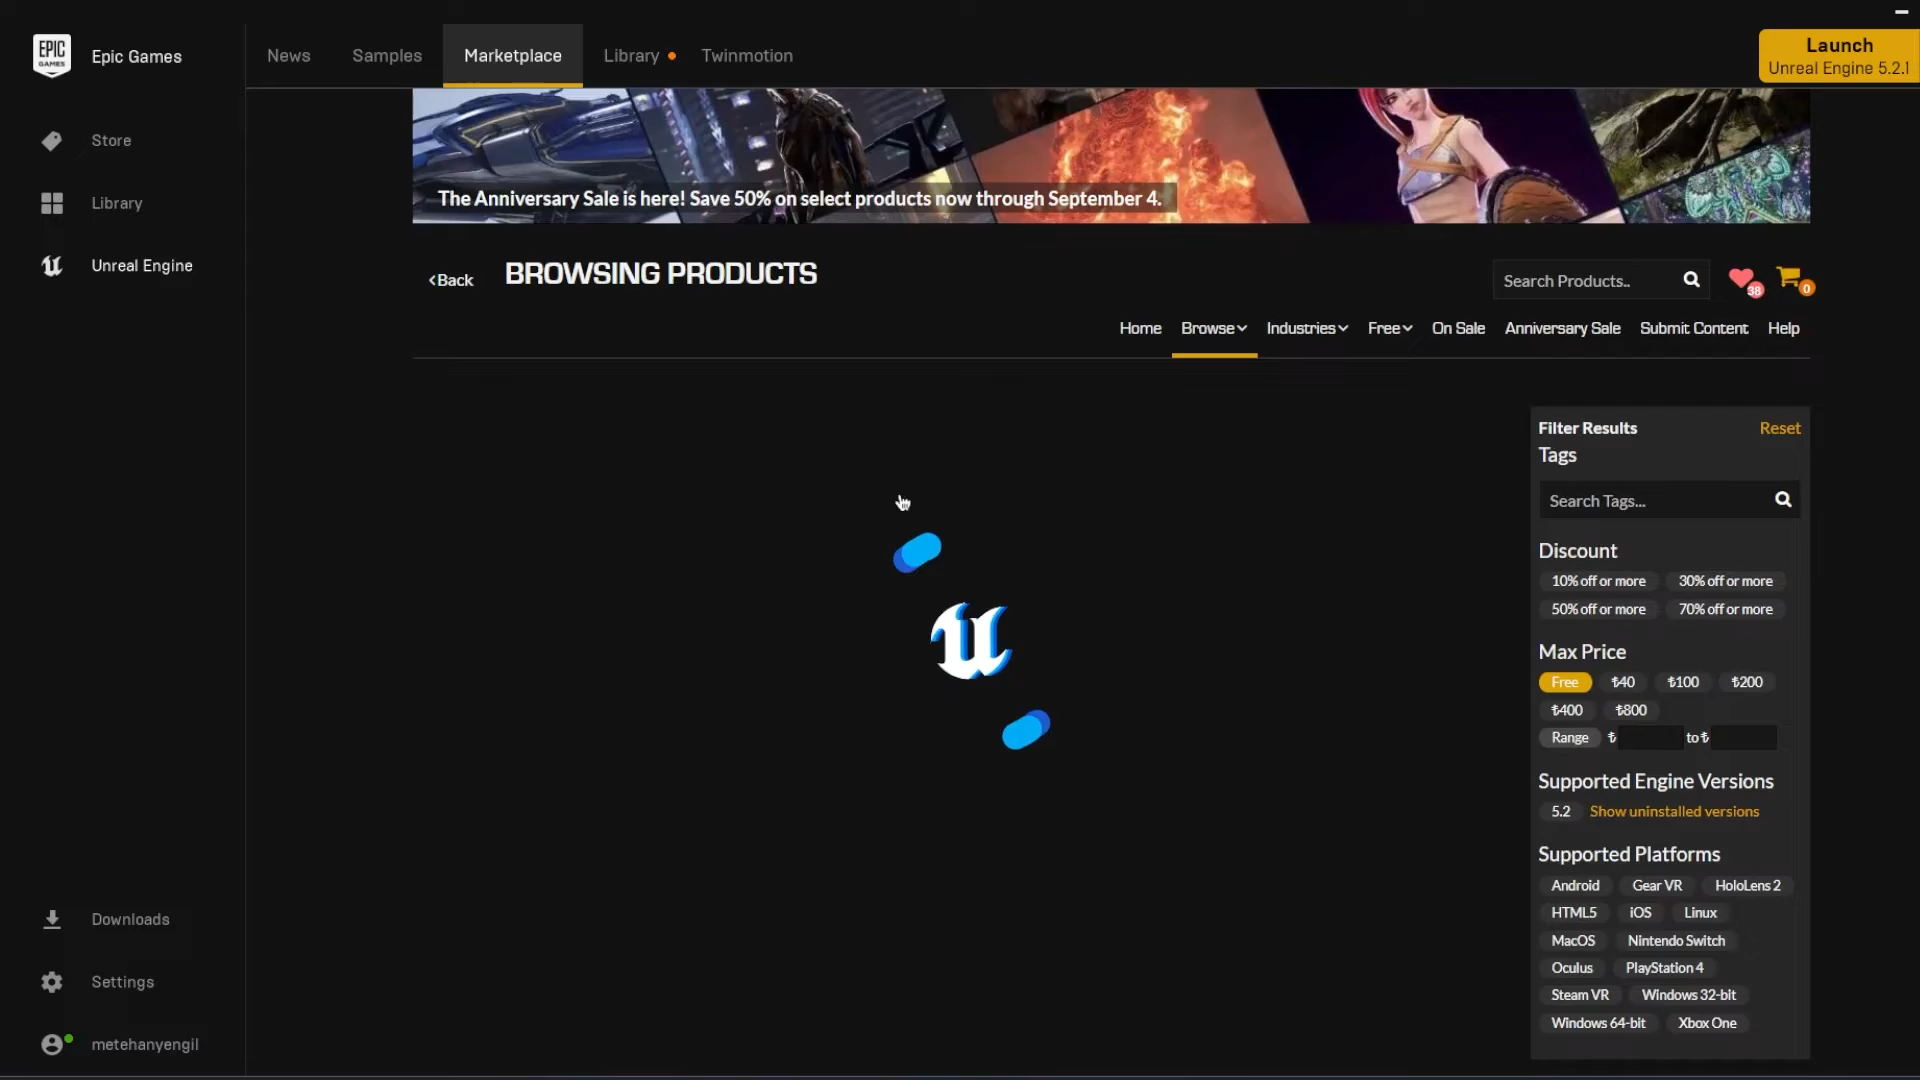 EPIC
GAMES
Epic Games
News
Samples
Marketplace
Library
Twinmotion
Launch
Unreal Engine 5.2.1
Store
Library
Unreal Engine
The Anniversary Sale is here! Save 50% on select products now through September 4.
<Back
BROWSING PRODUCTS
Search Products..
38
0
Home
Browse
Industries
Free
On Sale
Anniversary Sale
Submit Content
Help
Filter Results
Reset
Tags
Search Tags...
Discount
10% off or more
30% off or more
50% off or more
70% off or more
Max Price
Free
₺40
₺100
₺200
₺400
₺800
Range
₺
to ₺
Supported Engine Versions
5.2
Show uninstalled versions
Supported Platforms
Android
Gear VR
HoloLens 2
HTML5
iOS
Linux
MacOS
Nintendo Switch
Oculus
PlayStation 4
Steam VR
Windows 32-bit
Windows 64-bit
Xbox One
Downloads
Settings
metehanyengil